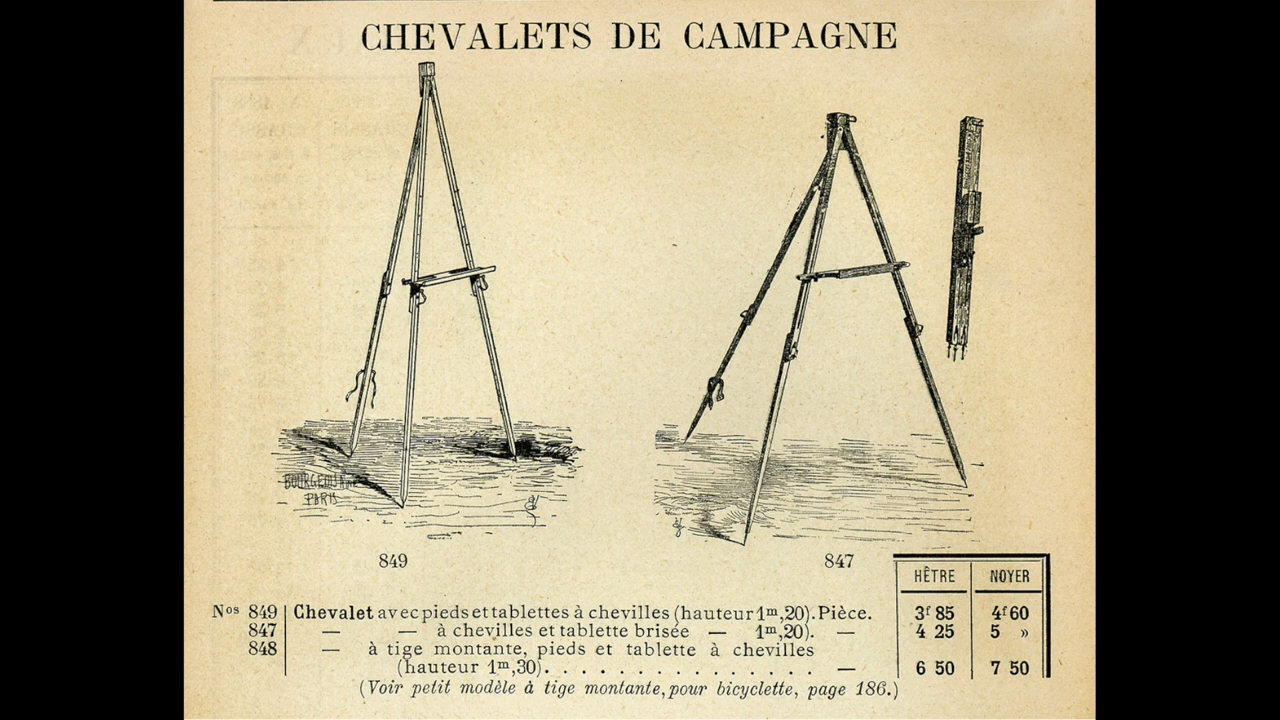 CHEVALETS DE CAMPAGNE
BOURGEOIS AINÉ
PARIS
849
847
HÊTRE NOYER
Nos 849 Chevalet avec pieds et tablettes à chevilles (hauteur 1m,20). Pièce. 3f 85 4f 60
847 — — à chevilles et tablette brisée — 1m,20). — 4 25 5 »
848 — à tige montante, pieds et tablette à chevilles
(hauteur 1m,30). . . . . . . . . . . . . . . — 6 50 7 50
(Voir petit modèle à tige montante, pour bicyclette, page 186.)